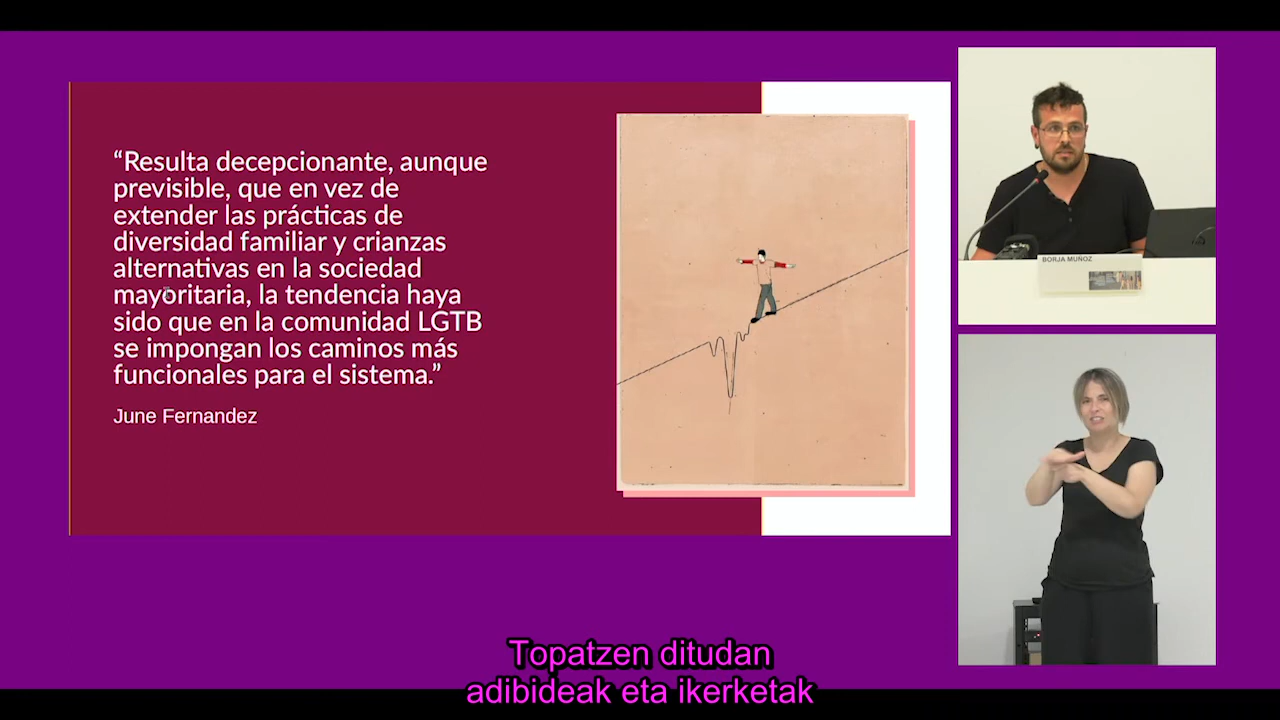 “Resulta decepcionante, aunque
previsible, que en vez de
extender las prácticas de
diversidad familiar y crianzas
alternativas en la sociedad
mayoritaria, la tendencia haya
sido que en la comunidad LGTB
se impongan los caminos más
funcionales para el sistema.”
June Fernandez
BORJA MUÑOZ
Topatzen ditudan
adibideak eta ikerketak